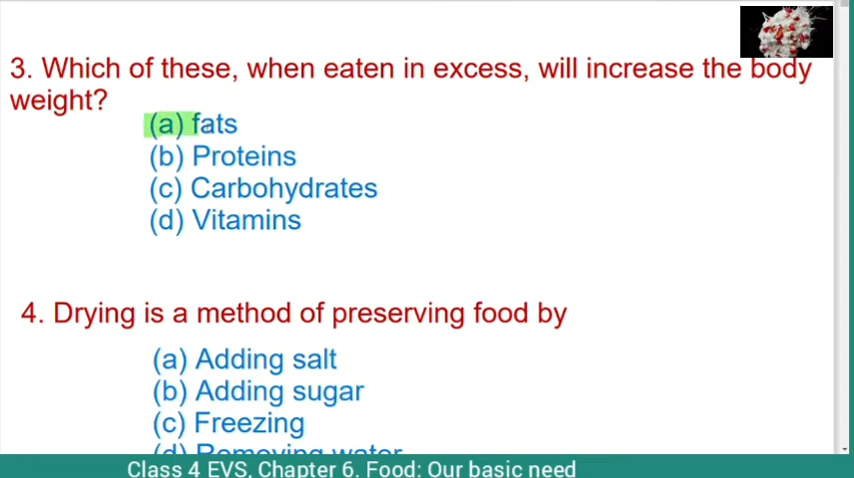 3. Which of these, when eaten in excess, will increase the body
weight?
(a) fats
(b) Proteins
(c) Carbohydrates
(d) Vitamins
4. Drying is a method of preserving food by
(a) Adding salt
(b) Adding sugar
(c) Freezing
(d) Removing water
Class 4 EVS, Chapter 6. Food: Our basic need